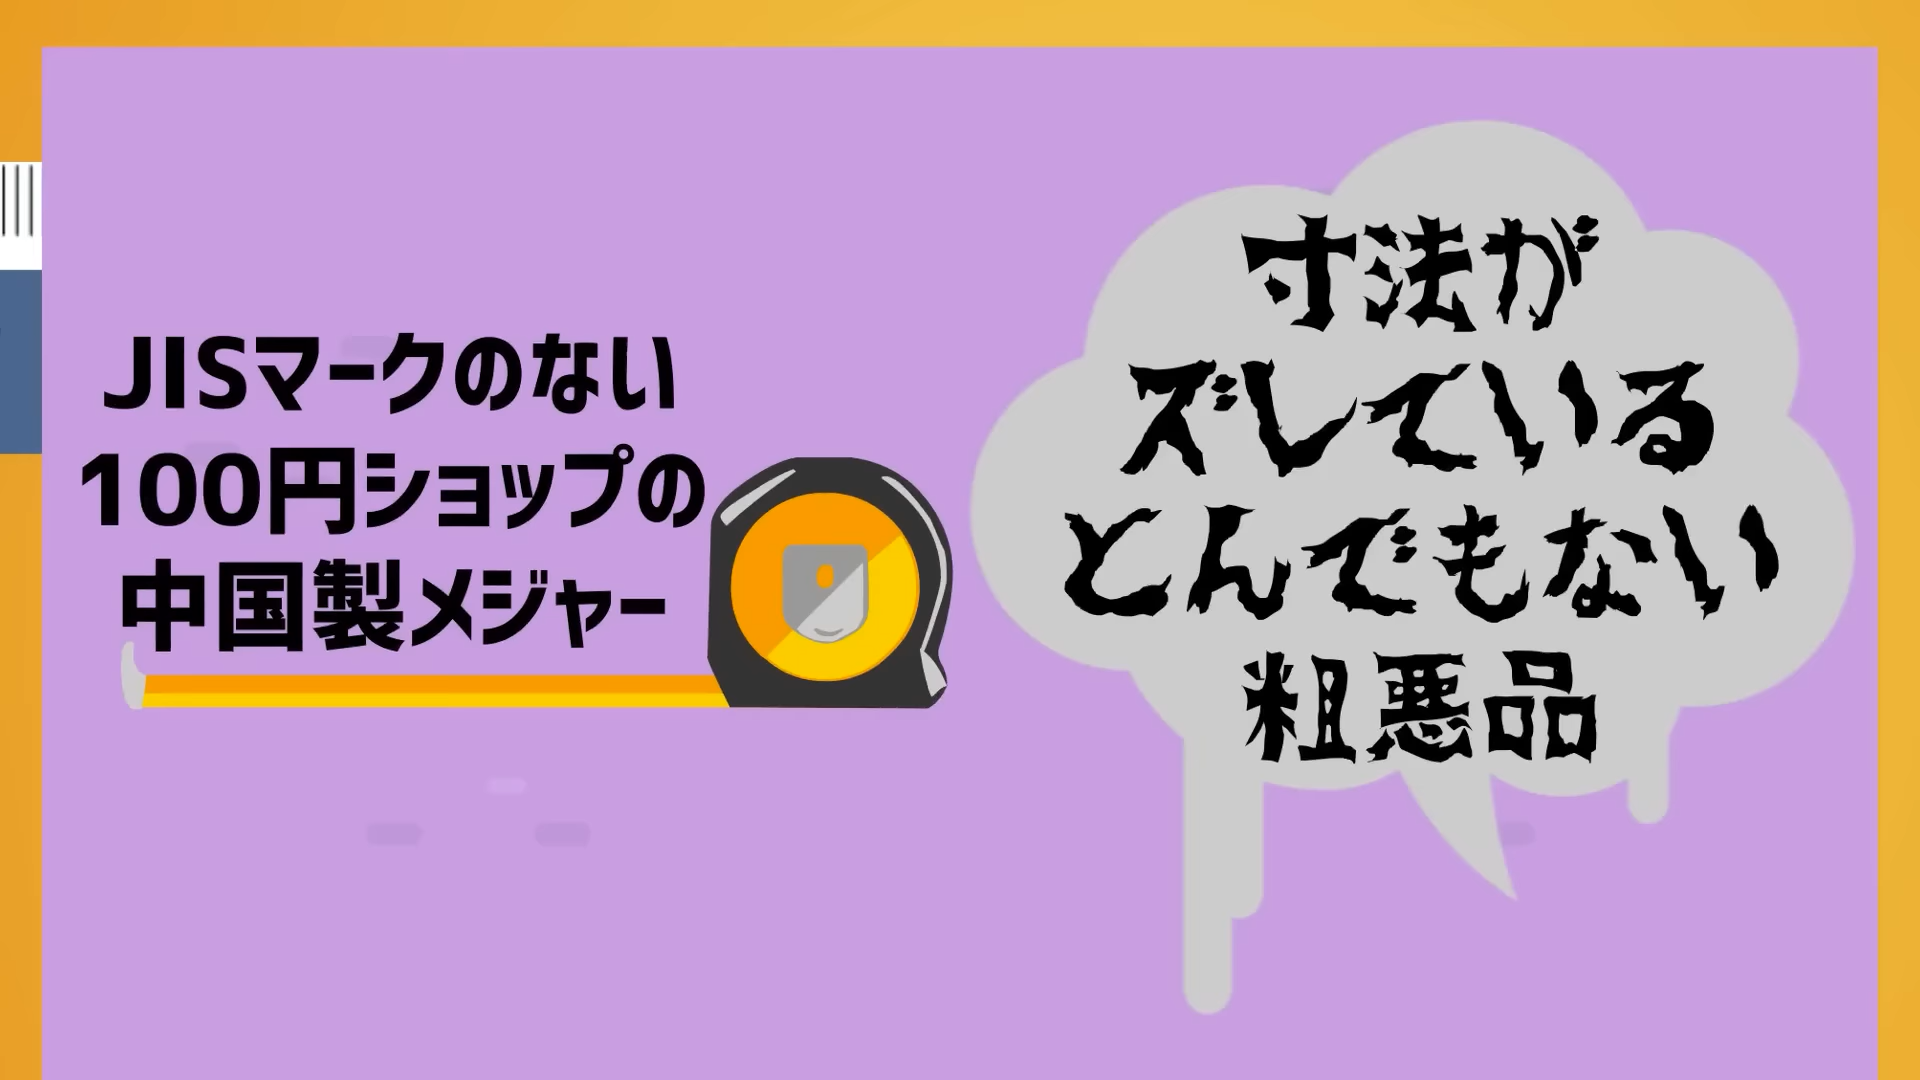 JISマークのない
100円ショップの
中国製メジャー
寸法が
ズしている
とんでもない
粗悪品